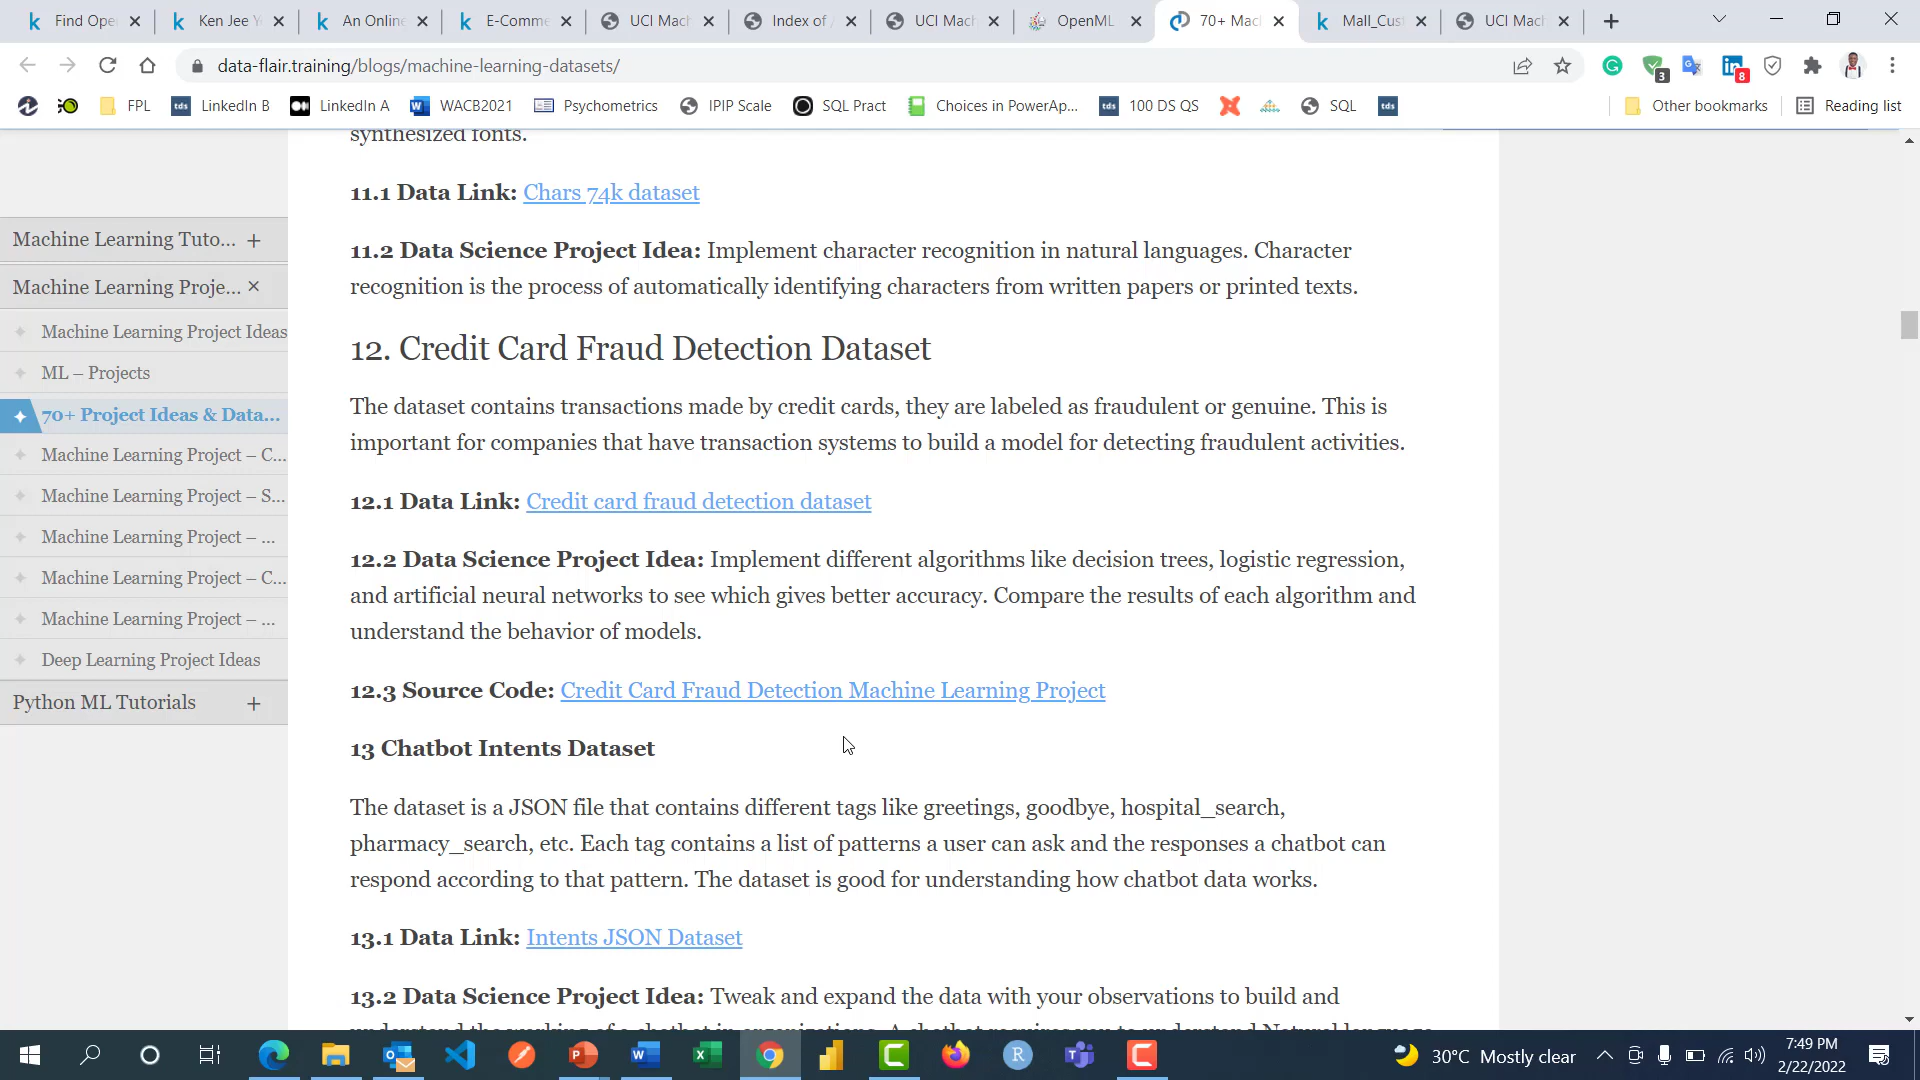 Find Ope
Ken Jee Y
An Online
E-Comme
UCI Mach
Index of /
UCI Mach
OpenML
70+ Mac
Mall_Cust
UCI Mach
data-flair.training/blogs/machine-learning-datasets/
3
8
FPL
LinkedIn B
LinkedIn A
WACB2021
Psychometrics
IPIP Scale
SQL Pract
Choices in PowerAp...
100 DS QS
SQL
Other bookmarks
Reading list
synthesized fonts.
11.1 Data Link: Chars 74k dataset
11.2 Data Science Project Idea: Implement character recognition in natural languages. Character
recognition is the process of automatically identifying characters from written papers or printed texts.
12. Credit Card Fraud Detection Dataset
The dataset contains transactions made by credit cards, they are labeled as fraudulent or genuine. This is
important for companies that have transaction systems to build a model for detecting fraudulent activities.
12.1 Data Link: Credit card fraud detection dataset
12.2 Data Science Project Idea: Implement different algorithms like decision trees, logistic regression,
and artificial neural networks to see which gives better accuracy. Compare the results of each algorithm and
understand the behavior of models.
12.3 Source Code: Credit Card Fraud Detection Machine Learning Project
13 Chatbot Intents Dataset
The dataset is a JSON file that contains different tags like greetings, goodbye, hospital_search,
pharmacy_search, etc. Each tag contains a list of patterns a user can ask and the responses a chatbot can
respond according to that pattern. The dataset is good for understanding how chatbot data works.
13.1 Data Link: Intents JSON Dataset
13.2 Data Science Project Idea: Tweak and expand the data with your observations to build and
Machine Learning Tuto... +
Machine Learning Proje... ×
Machine Learning Project Ideas
ML – Projects
70+ Project Ideas & Data...
Machine Learning Project – C...
Machine Learning Project – S...
Machine Learning Project – ...
Machine Learning Project – C...
Machine Learning Project – ...
Deep Learning Project Ideas
Python ML Tutorials +
30°C Mostly clear
7:49 PM
2/22/2022